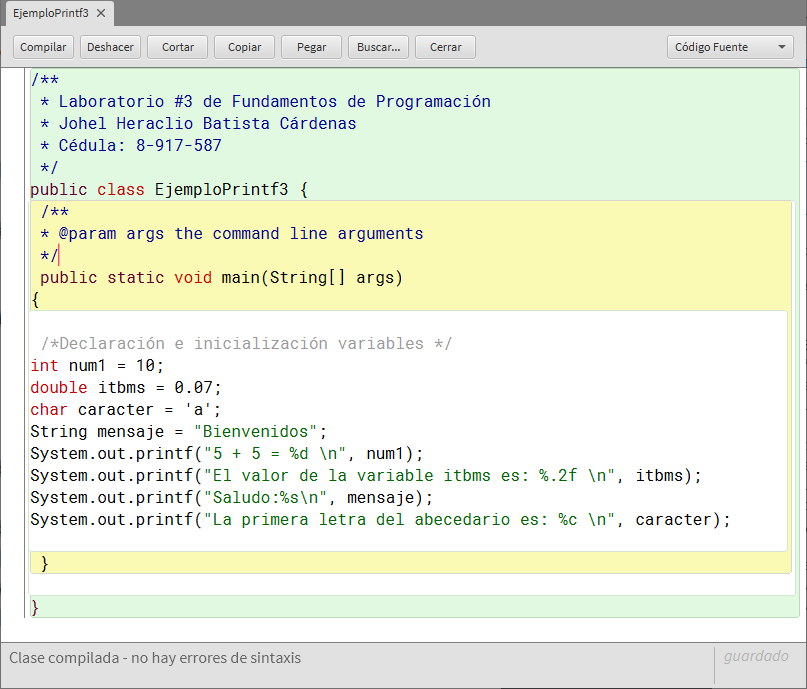 EjemploPrintf3 ✕
Compilar Deshacer Cortar Copiar Pegar Buscar... Cerrar Código Fuente
/**
 * Laboratorio #3 de Fundamentos de Programación
 * Johel Heraclio Batista Cárdenas
 * Cédula: 8-917-587
 */
public class EjemploPrintf3 {
 /**
 * @param args the command line arguments
 */
 public static void main(String[] args)
{
 /*Declaración e inicialización variables */
int num1 = 10;
double itbms = 0.07;
char caracter = 'a';
String mensaje = "Bienvenidos";
System.out.printf("5 + 5 = %d \n", num1);
System.out.printf("El valor de la variable itbms es: %.2f \n", itbms);
System.out.printf("Saludo:%s\n", mensaje);
System.out.printf("La primera letra del abecedario es: %c \n", caracter);
 }
}
Clase compilada - no hay errores de sintaxis
guardado